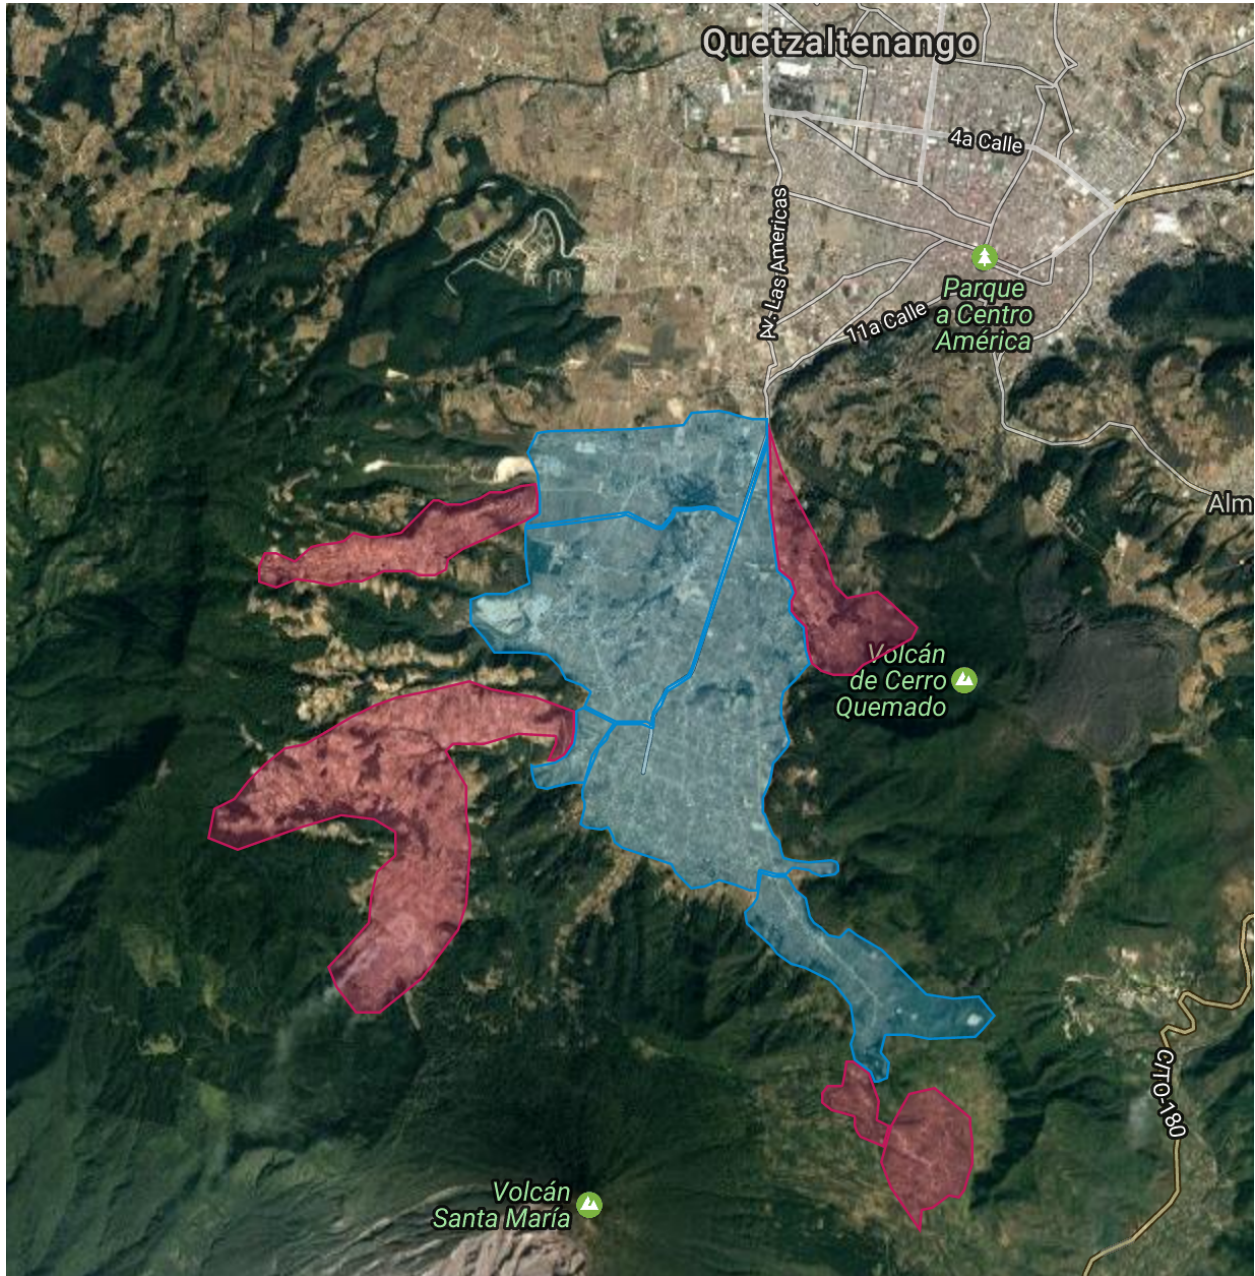 Quetzaltenango
4a Calle
Av. Las Americas
11a Calle
Parque
a Centro
América
Alm
Volcán
de Cerro
Quemado
C/TO-180
Volcán
Santa María